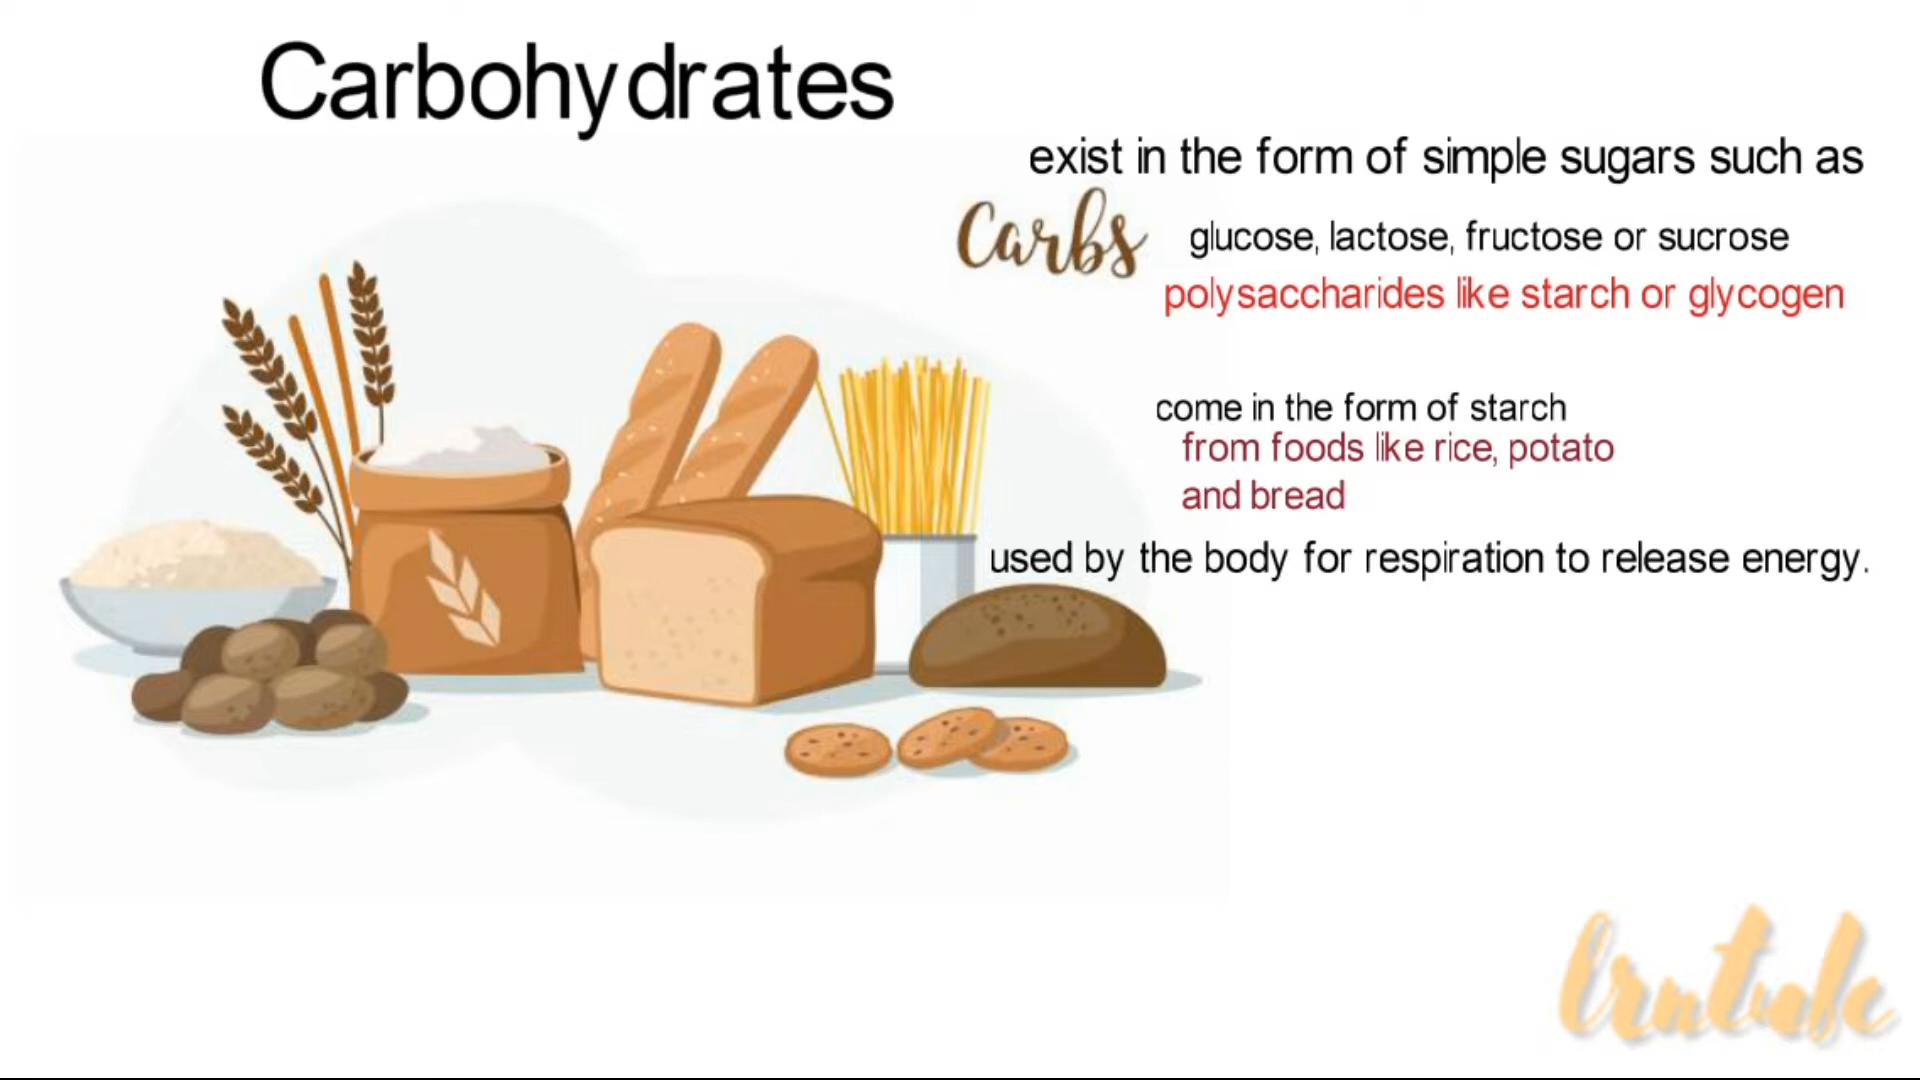 Carbohydrates
exist in the form of simple sugars such as
Carbs
glucose, lactose, fructose or sucrose
polysaccharides like starch or glycogen
come in the form of starch
from foods like rice, potato
and bread
used by the body for respiration to release energy.
lrntube